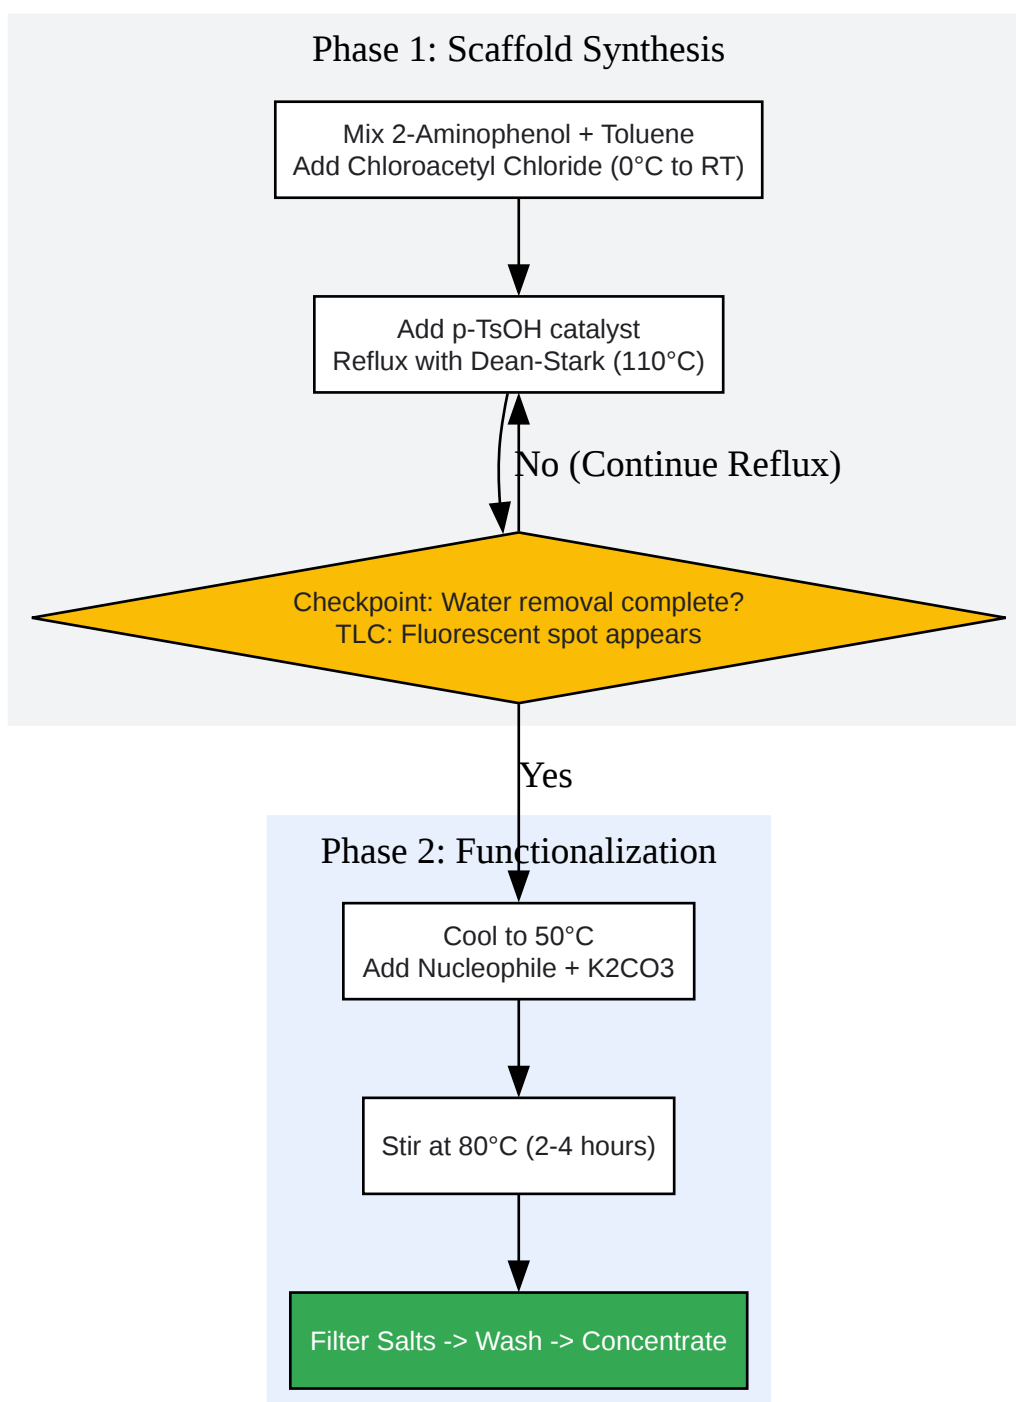 Phase 1: Scaffold Synthesis
Mix 2-Aminophenol + Toluene
Add Chloroacetyl Chloride (0°C to RT)
Add p-TsOH catalyst
Reflux with Dean-Stark (110°C)
No (Continue Reflux)
Checkpoint: Water removal complete?
TLC: Fluorescent spot appears
Yes
Phase 2: Functionalization
Cool to 50°C
Add Nucleophile + K2CO3
Stir at 80°C (2-4 hours)
Filter Salts -> Wash -> Concentrate